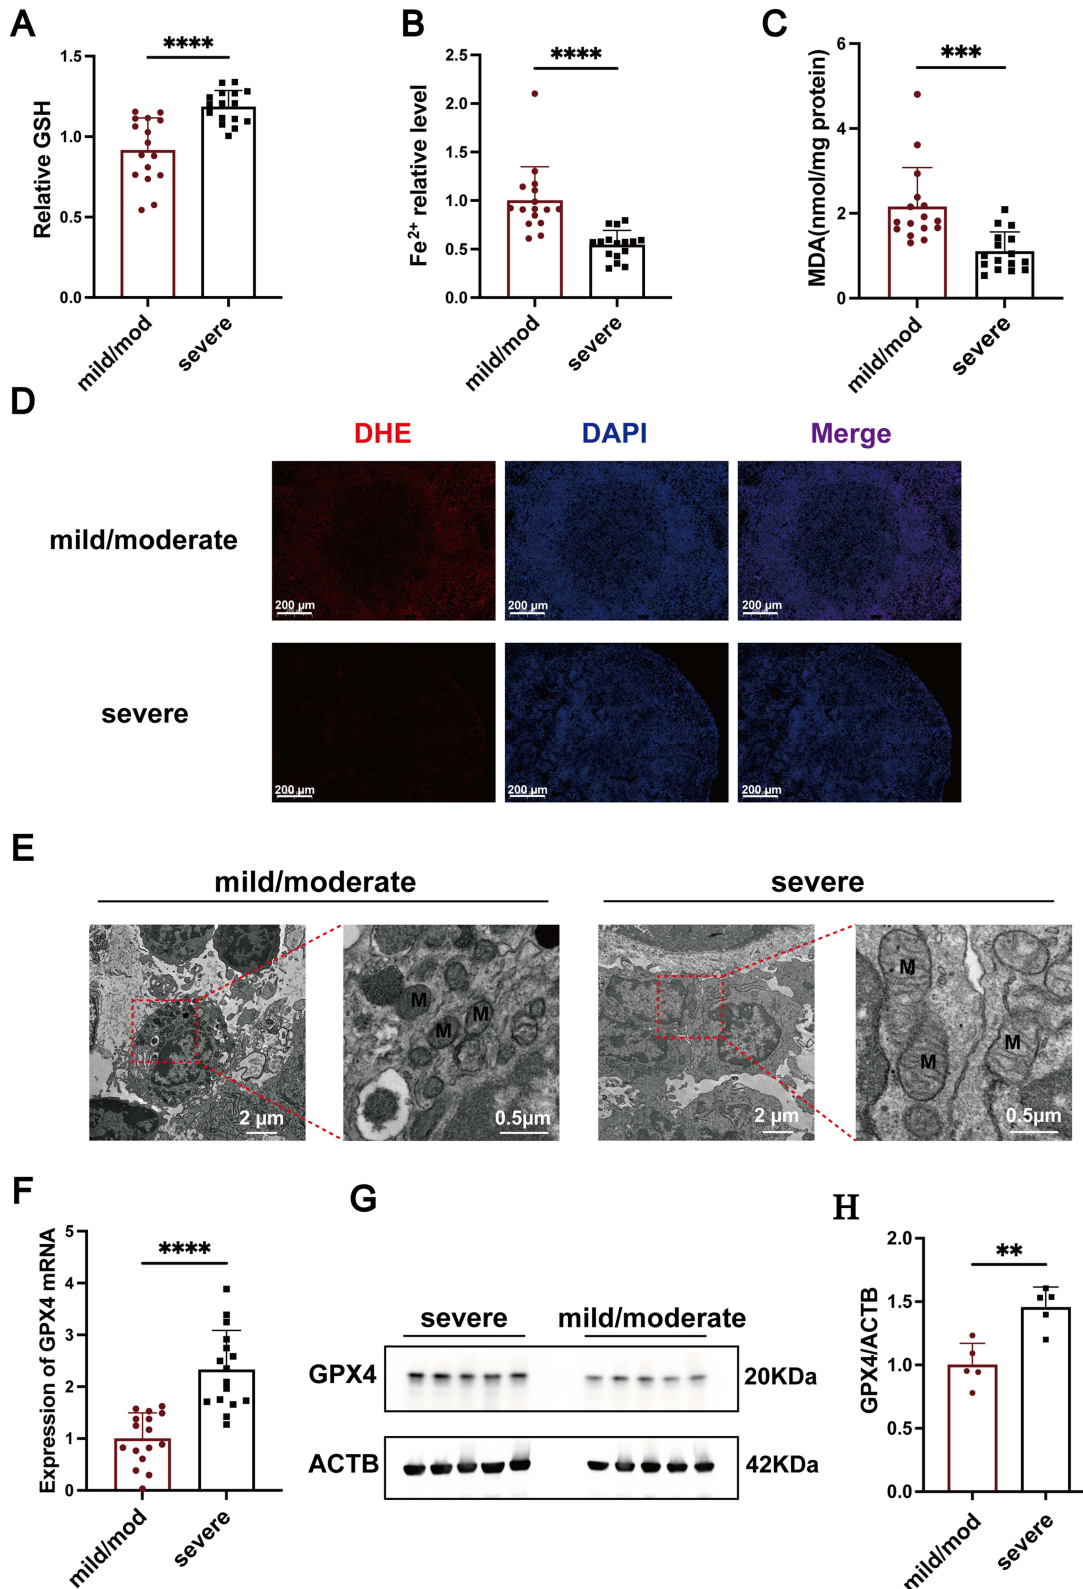 A
Relative GSH
1.5
1.0
0.5
0.0
****
mild/mod
severe
B
Fe2+ relative level
2.5
2.0
1.5
1.0
0.5
0.0
****
mild/mod
severe
C
MDA(nmol/mg protein)
6
4
2
0
***
mild/mod
severe
D
DHE
DAPI
Merge
mild/moderate
200 μm
200 μm
200 μm
severe
200 μm
200 μm
200 μm
E
mild/moderate
severe
2 μm
M
M
M
0.5μm
2 μm
M
M
M
0.5μm
F
Expression of GPX4 mRNA
5
4
3
2
1
0
****
mild/mod
severe
G
severe
mild/moderate
GPX4
20KDa
ACTB
42KDa
H
GPX4/ACTB
2.0
1.5
1.0
0.5
0.0
**
mild/mod
severe